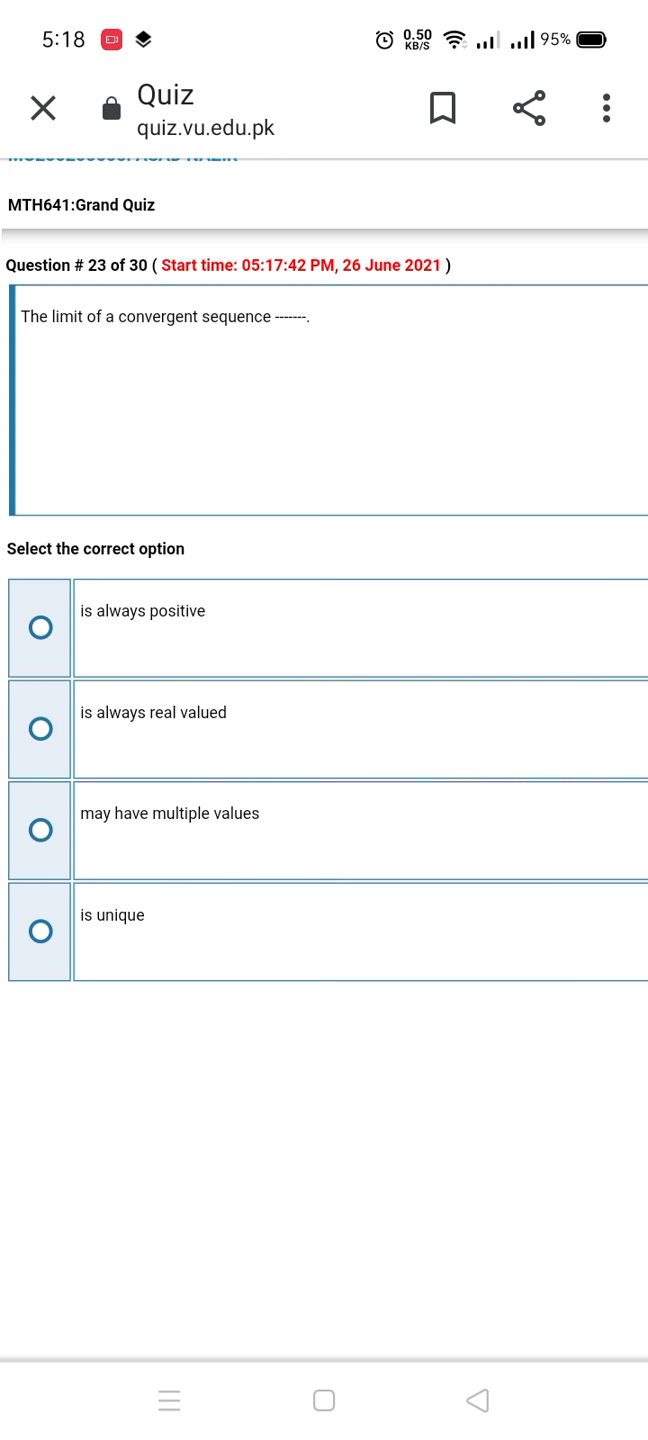 5:18
0.50
KB/S
95%
Quiz
quiz.vu.edu.pk
MTH641:Grand Quiz
Question # 23 of 30 ( Start time: 05:17:42 PM, 26 June 2021 )
The limit of a convergent sequence -------.
Select the correct option
is always positive
is always real valued
may have multiple values
is unique